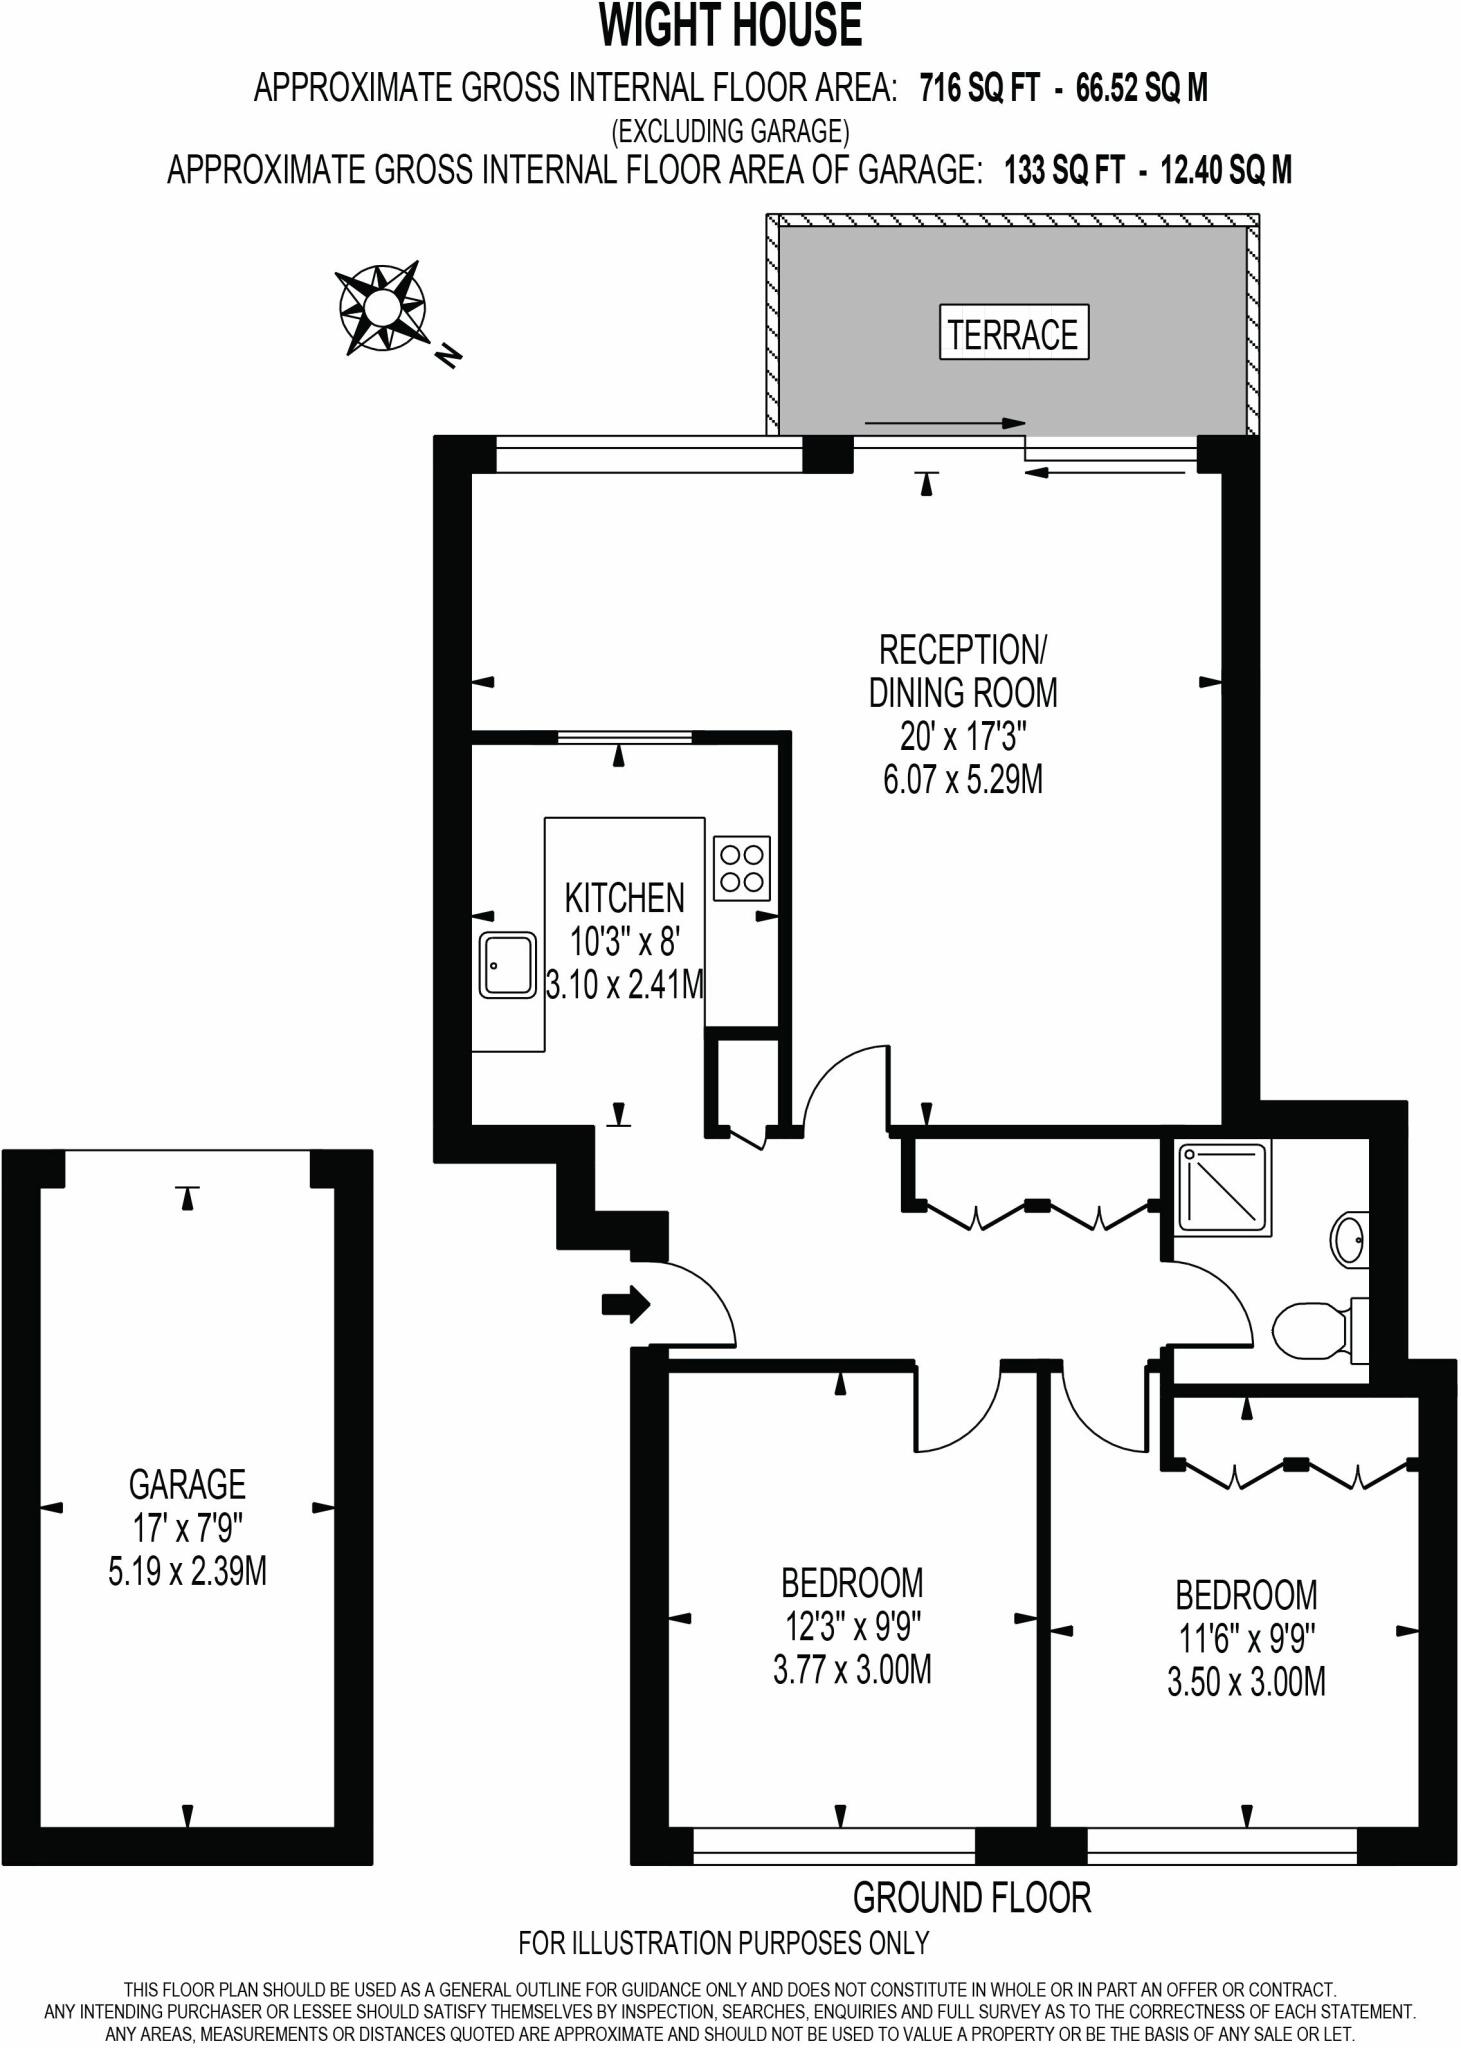 WIGHT HOUSE
APPROXIMATE GROSS INTERNAL FLOOR AREA: 716 SQ FT - 66.52 SQ M
(EXCLUDING GARAGE)
APPROXIMATE GROSS INTERNAL FLOOR AREA OF GARAGE: 133 SQ FT - 12.40 SQ M
N
TERRACE
RECEPTION/
DINING ROOM
20' x 17'3"
6.07 x 5.29M
KITCHEN
10'3" x 8'
3.10 x 2.41M
GARAGE
17' x 7'9"
5.19 x 2.39M
BEDROOM
12'3" x 9'9"
3.77 x 3.00M
BEDROOM
11'6" x 9'9"
3.50 x 3.00M
GROUND FLOOR
FOR ILLUSTRATION PURPOSES ONLY
THIS FLOOR PLAN SHOULD BE USED AS A GENERAL OUTLINE FOR GUIDANCE ONLY AND DOES NOT CONSTITUTE IN WHOLE OR IN PART AN OFFER OR CONTRACT.
ANY INTENDING PURCHASER OR LESSEE SHOULD SATISFY THEMSELVES BY INSPECTION, SEARCHES, ENQUIRIES AND FULL SURVEY AS TO THE CORRECTNESS OF EACH STATEMENT.
ANY AREAS, MEASUREMENTS OR DISTANCES QUOTED ARE APPROXIMATE AND SHOULD NOT BE USED TO VALUE A PROPERTY OR BE THE BASIS OF ANY SALE OR LET.